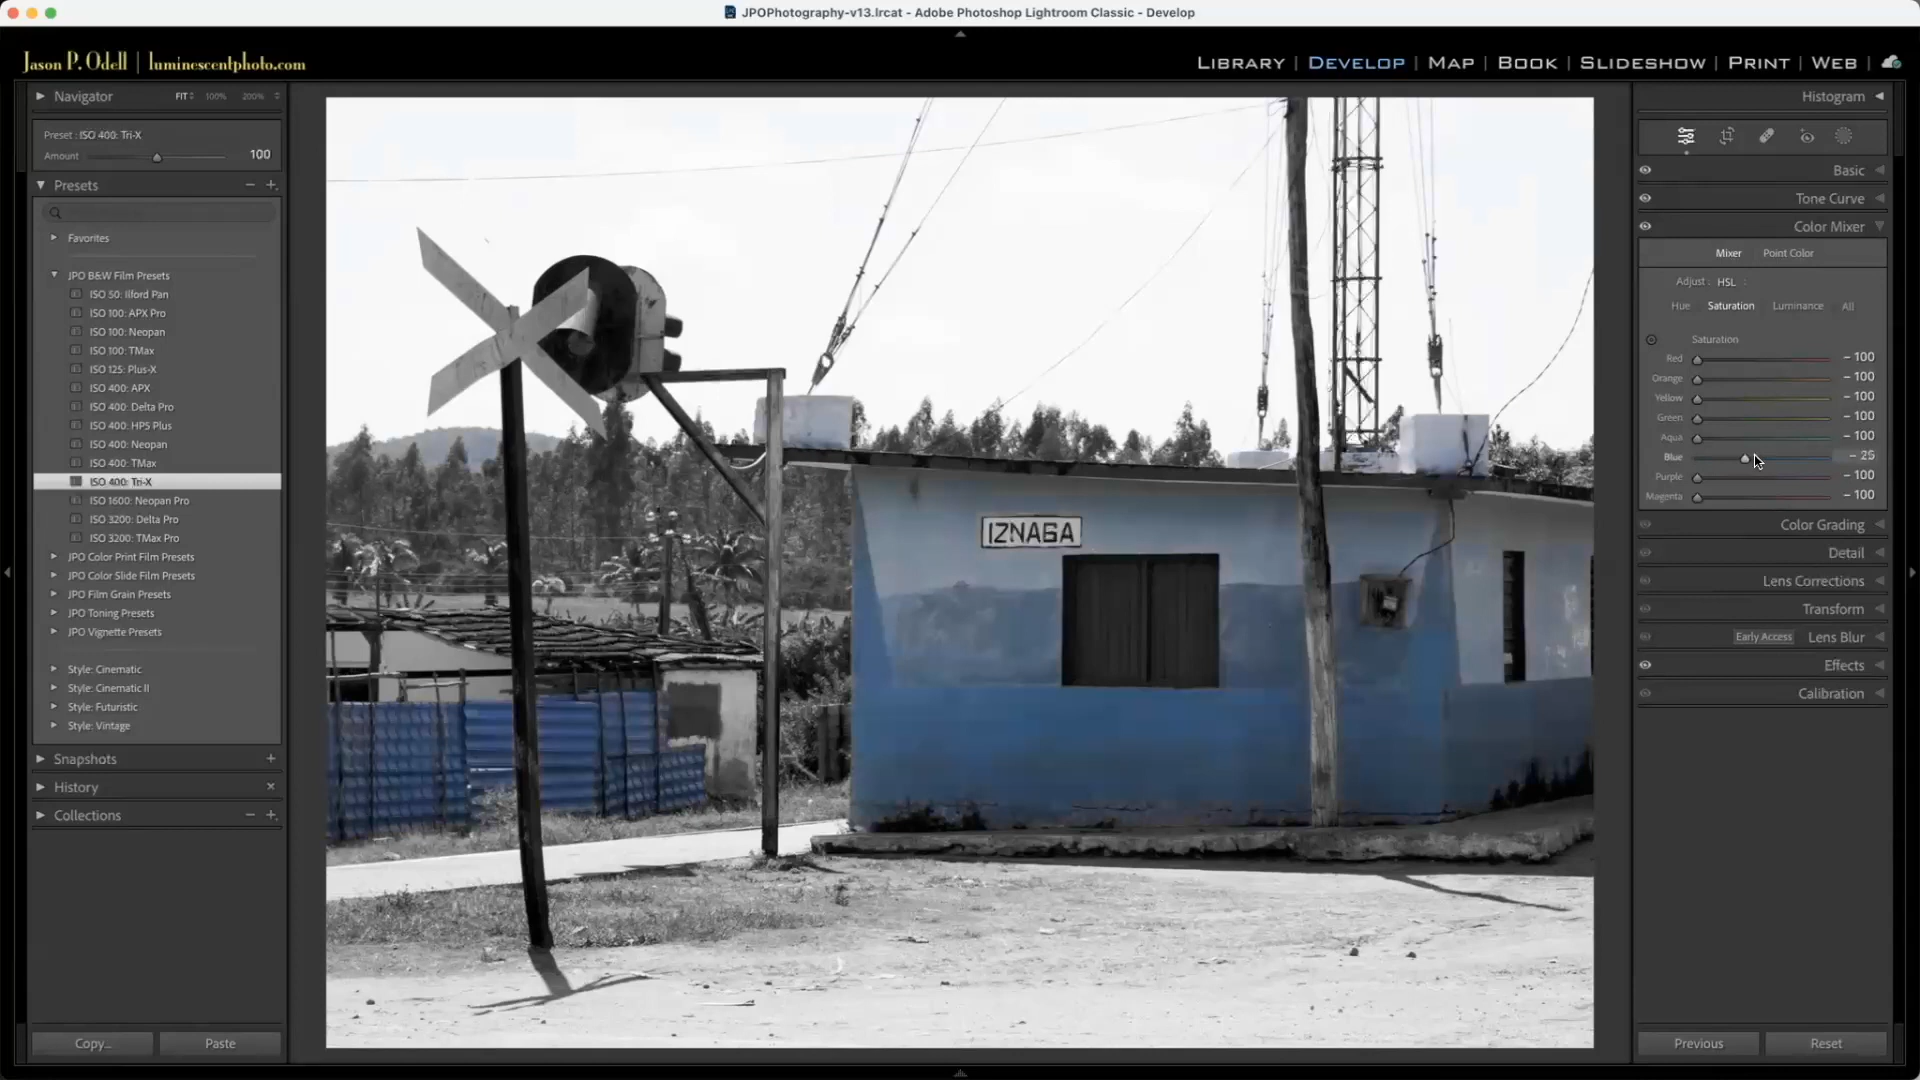 JPOPhotography-v13.lrcat - Adobe Photoshop Lightroom Classic - Develop
Jason P. Odell | luminescentphoto.com
LIBRARY | DEVELOP | MAP | BOOK | SLIDESHOW | PRINT | WEB
Navigator FIT 100% 200%
Preset : ISO 400: Tri-X
Amount 100
Presets
Favorites
JPO B&W Film Presets
ISO 50: Ilford Pan
ISO 100: APX Pro
ISO 100: Neopan
ISO 100: TMax
ISO 125: Plus-X
ISO 400: APX
ISO 400: Delta Pro
ISO 400: HP5 Plus
ISO 400: Neopan
ISO 400: TMax
ISO 400: Tri-X
ISO 1600: Neopan Pro
ISO 3200: Delta Pro
ISO 3200: TMax Pro
JPO Color Print Film Presets
JPO Color Slide Film Presets
JPO Film Grain Presets
JPO Toning Presets
JPO Vignette Presets
Style: Cinematic
Style: Cinematic II
Style: Futuristic
Style: Vintage
Snapshots
History
Collections
Copy... Paste
IZNAGA
Histogram
Basic
Tone Curve
Color Mixer
Mixer Point Color
Adjust : HSL
Hue Saturation Luminance All
Saturation
Red - 100
Orange - 100
Yellow - 100
Green - 100
Aqua - 100
Blue - 25
Purple - 100
Magenta - 100
Color Grading
Detail
Lens Corrections
Transform
Early Access Lens Blur
Effects
Calibration
Previous Reset